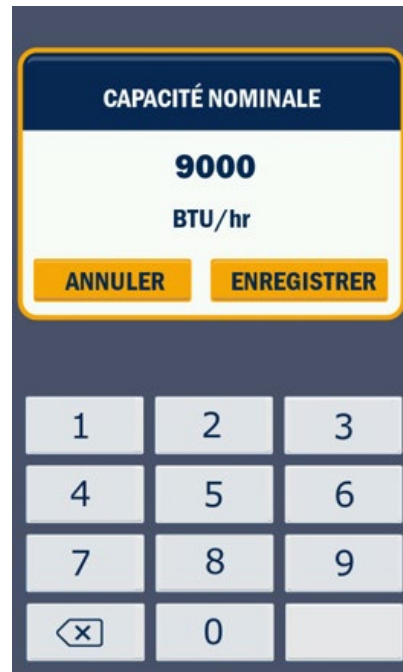 CAPACITÉ NOMINALE
9000
BTU/hr
ANNULER ENREGISTRER
1 2 3
4 5 6
7 8 9
0